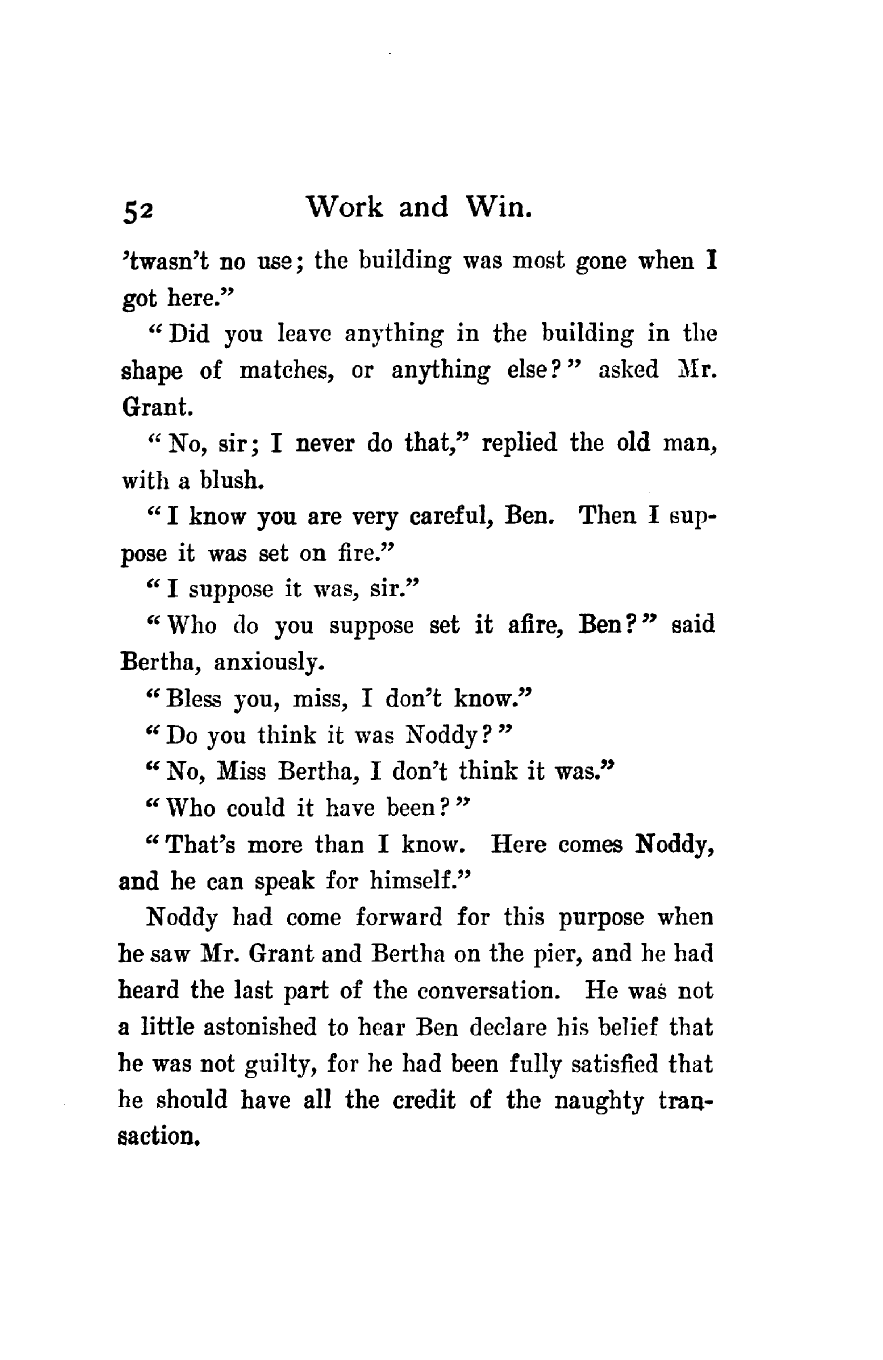 52 Work and Win.
’twasn’t no use; the building was most gone when I
got here.”
“Did you leave anything in the building in the
shape of matches, or anything else?” asked Mr.
Grant.
“No, sir; I never do that,” replied the old man,
with a blush.
“I know you are very careful, Ben. Then I sup-
pose it was set on fire.”
“I suppose it was, sir.”
“Who do you suppose set it afire, Ben?” said
Bertha, anxiously.
“Bless you, miss, I don’t know.”
“Do you think it was Noddy?”
“No, Miss Bertha, I don’t think it was.”
“Who could it have been?”
“That’s more than I know. Here comes Noddy,
and he can speak for himself.”
Noddy had come forward for this purpose when
he saw Mr. Grant and Bertha on the pier, and he had
heard the last part of the conversation. He was not
a little astonished to hear Ben declare his belief that
he was not guilty, for he had been fully satisfied that
he should have all the credit of the naughty tran-
saction.